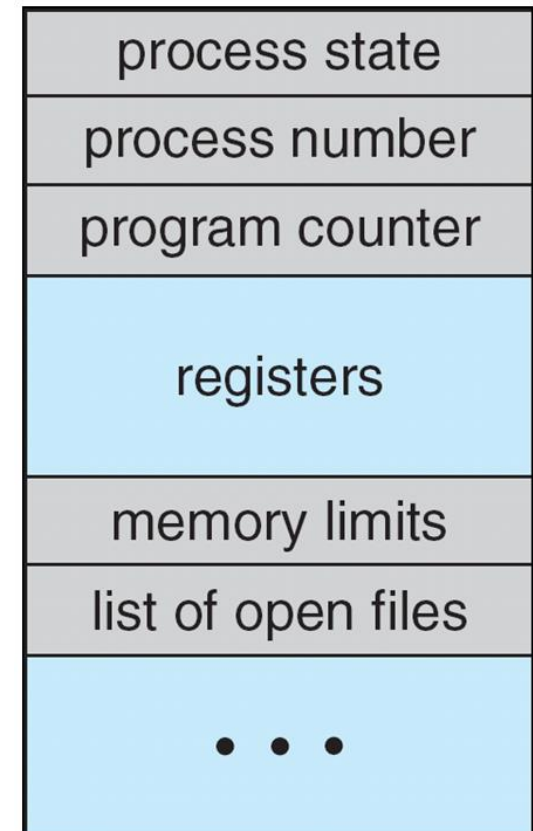 process state
process number
program counter
registers
memory limits
list of open files
• • •